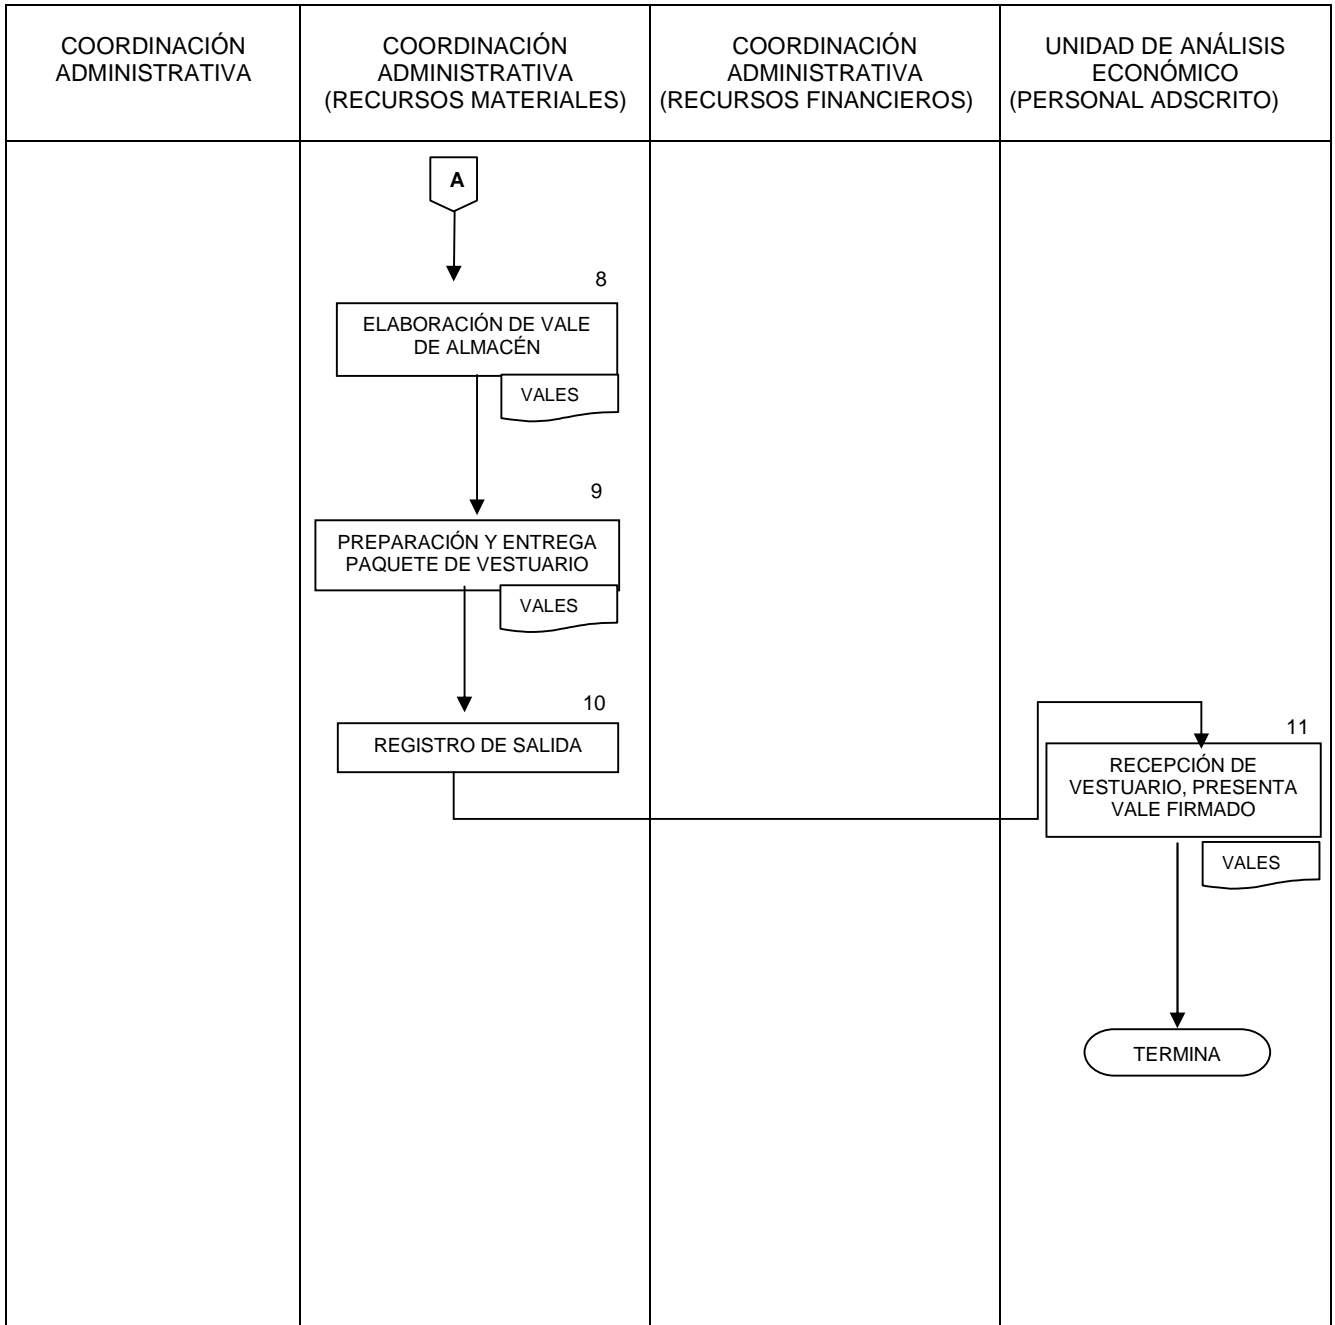 COORDINACIÓN
ADMINISTRATIVA
COORDINACIÓN
ADMINISTRATIVA
(RECURSOS MATERIALES)
COORDINACIÓN
ADMINISTRATIVA
(RECURSOS FINANCIEROS)
UNIDAD DE ANÁLISIS
ECONÓMICO
(PERSONAL ADSCRITO)
A
8
ELABORACIÓN DE VALE
DE ALMACÉN
VALES
9
PREPARACIÓN Y ENTREGA
PAQUETE DE VESTUARIO
VALES
10
REGISTRO DE SALIDA
11
RECEPCIÓN DE
VESTUARIO, PRESENTA
VALE FIRMADO
VALES
TERMINA